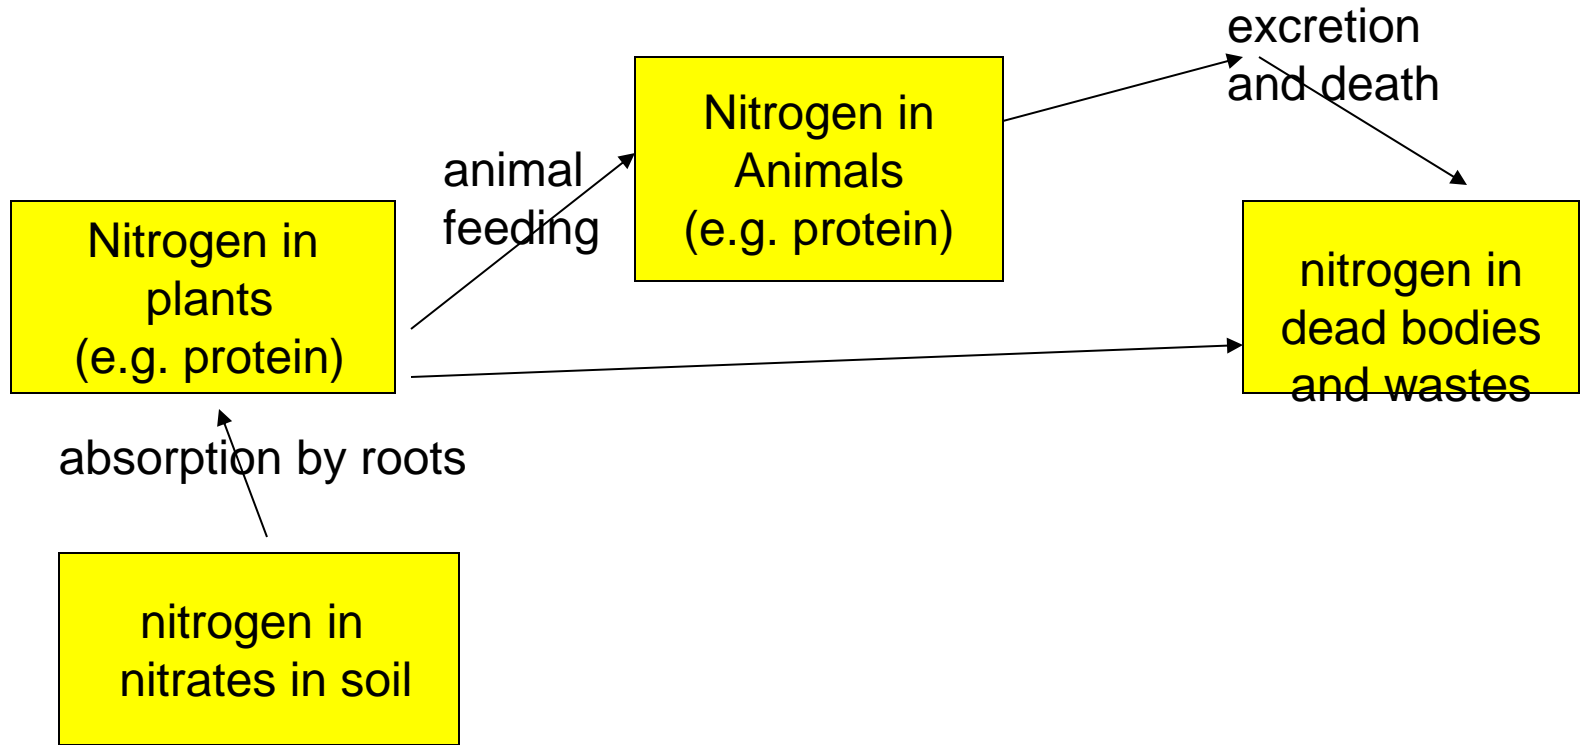 excretion
and death
Nitrogen in
Animals
(e.g. protein)
animal
feeding
Nitrogen in
plants
(e.g. protein)
nitrogen in
dead bodies
and wastes
absorption by roots
nitrogen in
nitrates in soil